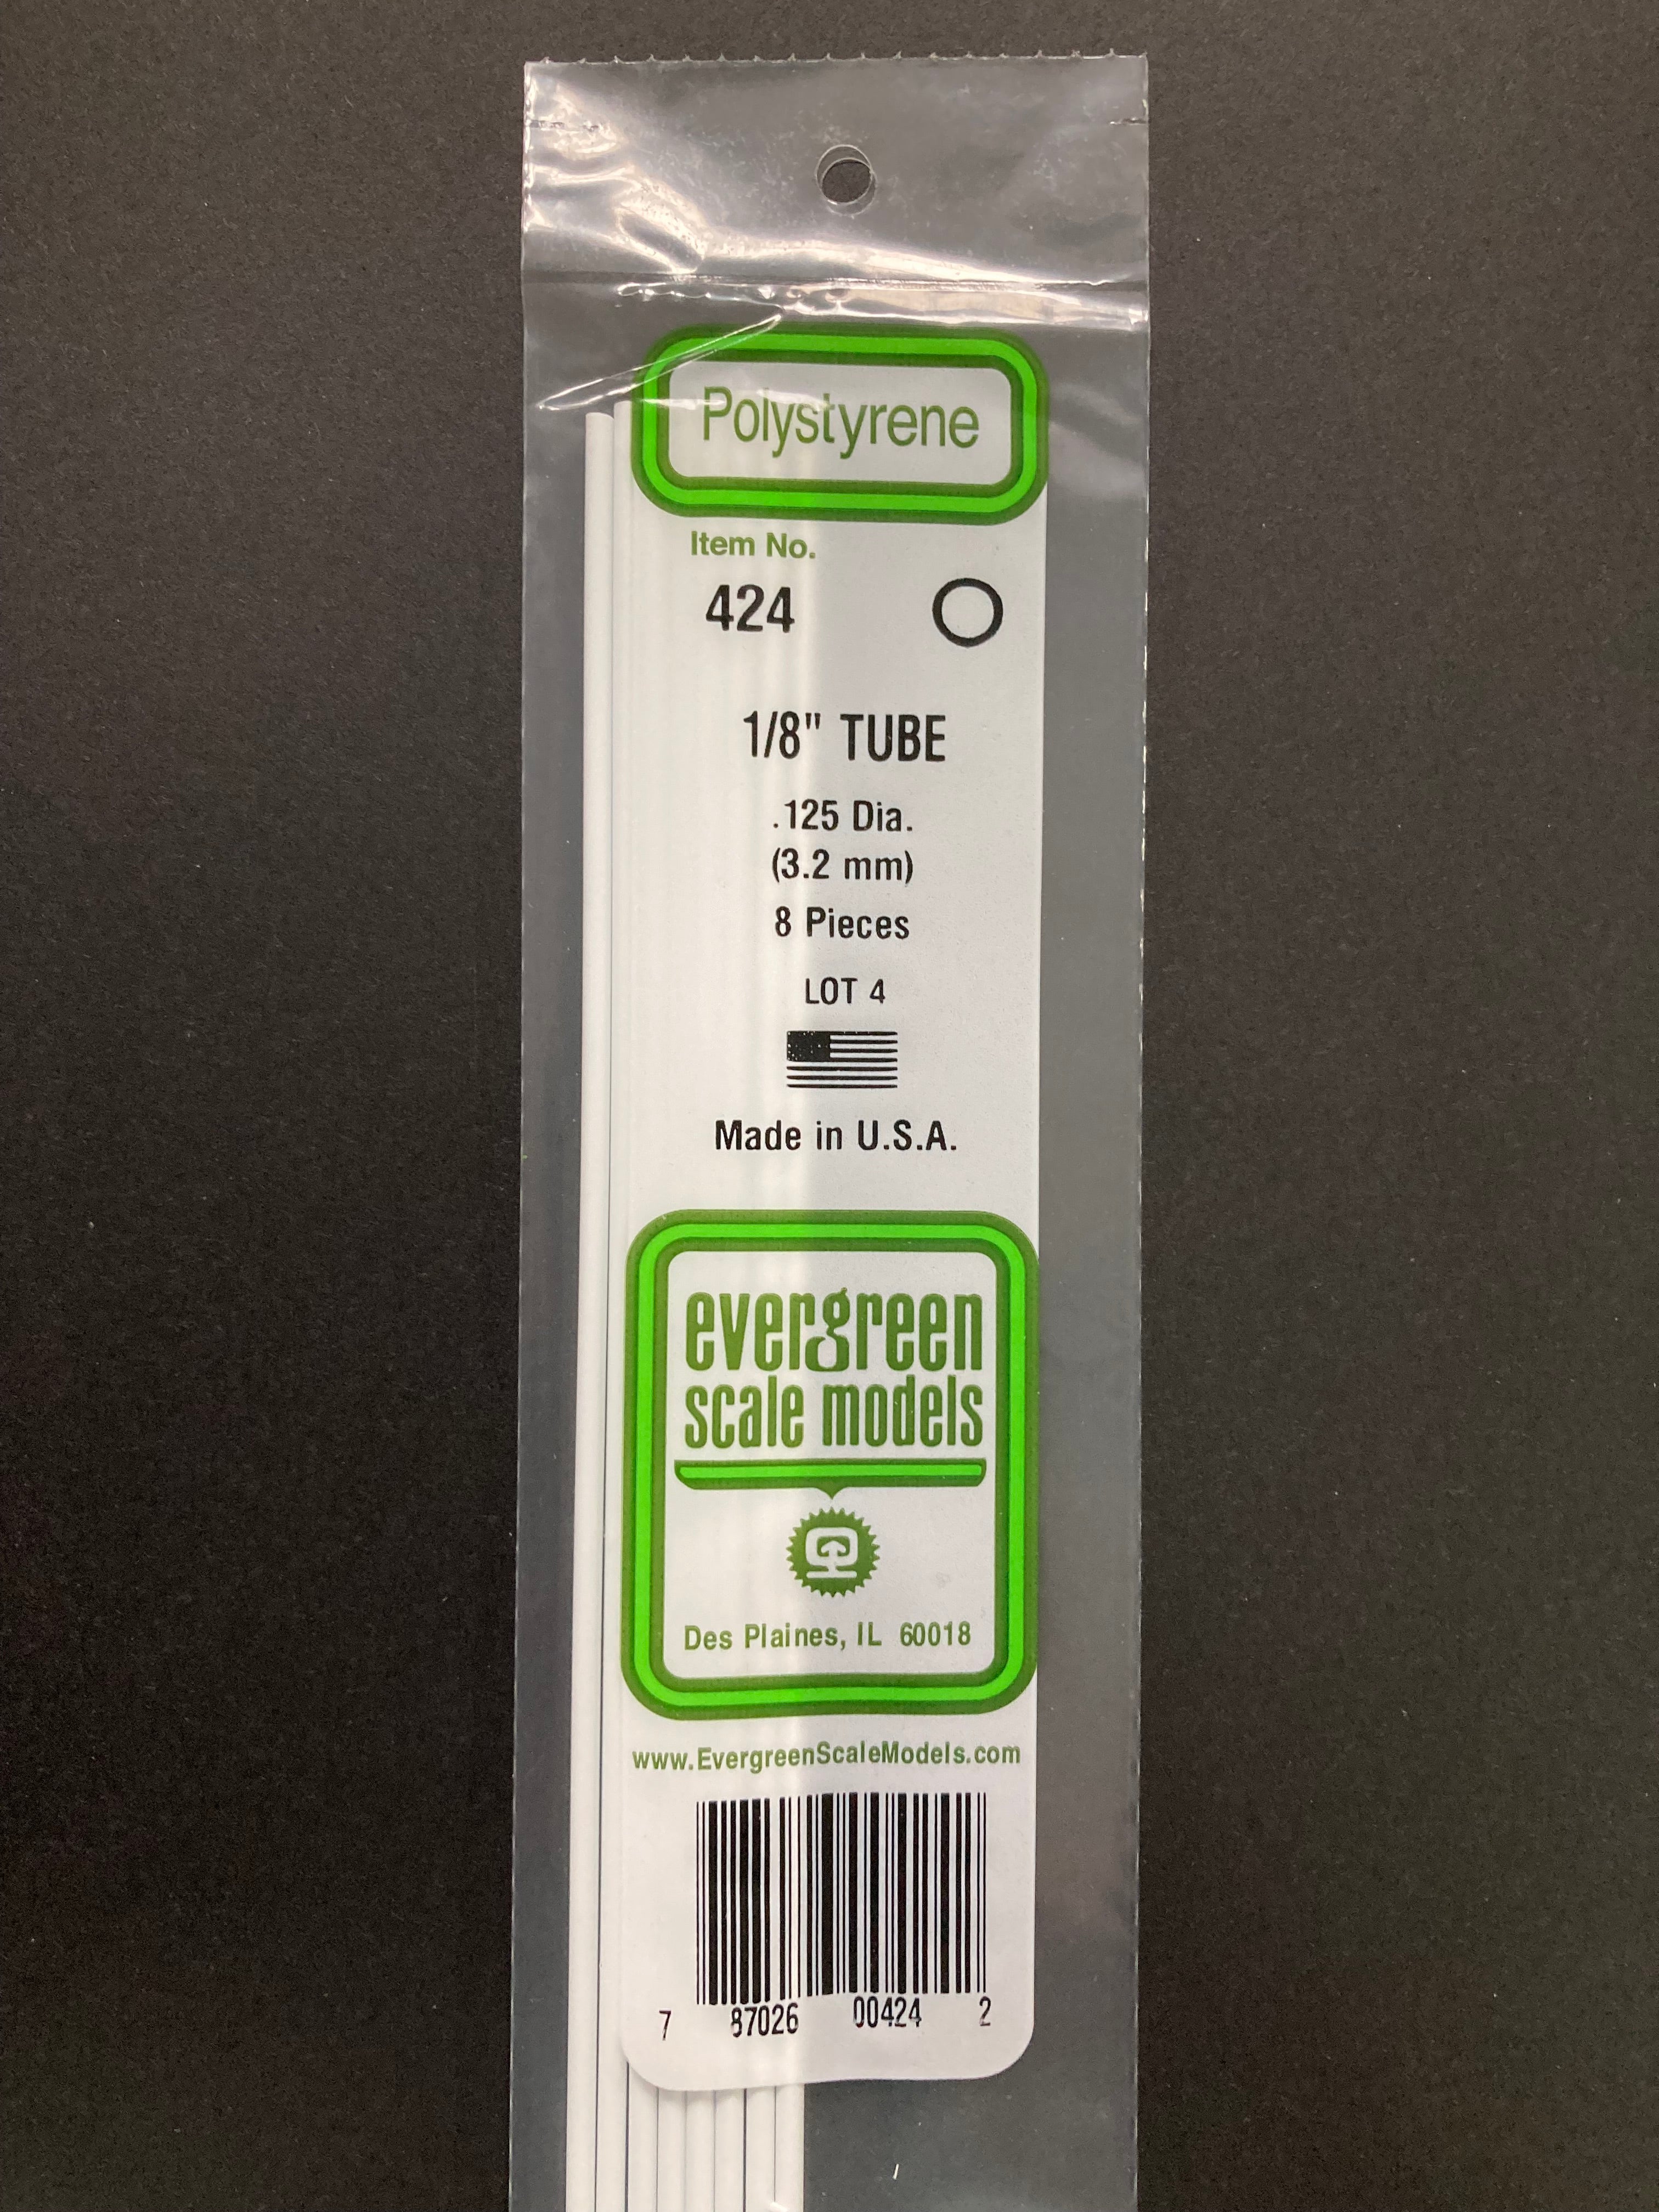 Polystyrene
Item No.
424
1/8" TUBE
.125 Dia.
(3.2 mm)
8 Pieces
LOT 4
Made in U.S.A.
evergreen
scale models
Des Plaines, IL 60018
www.EvergreenScaleModels.com
7 87026 00424 2